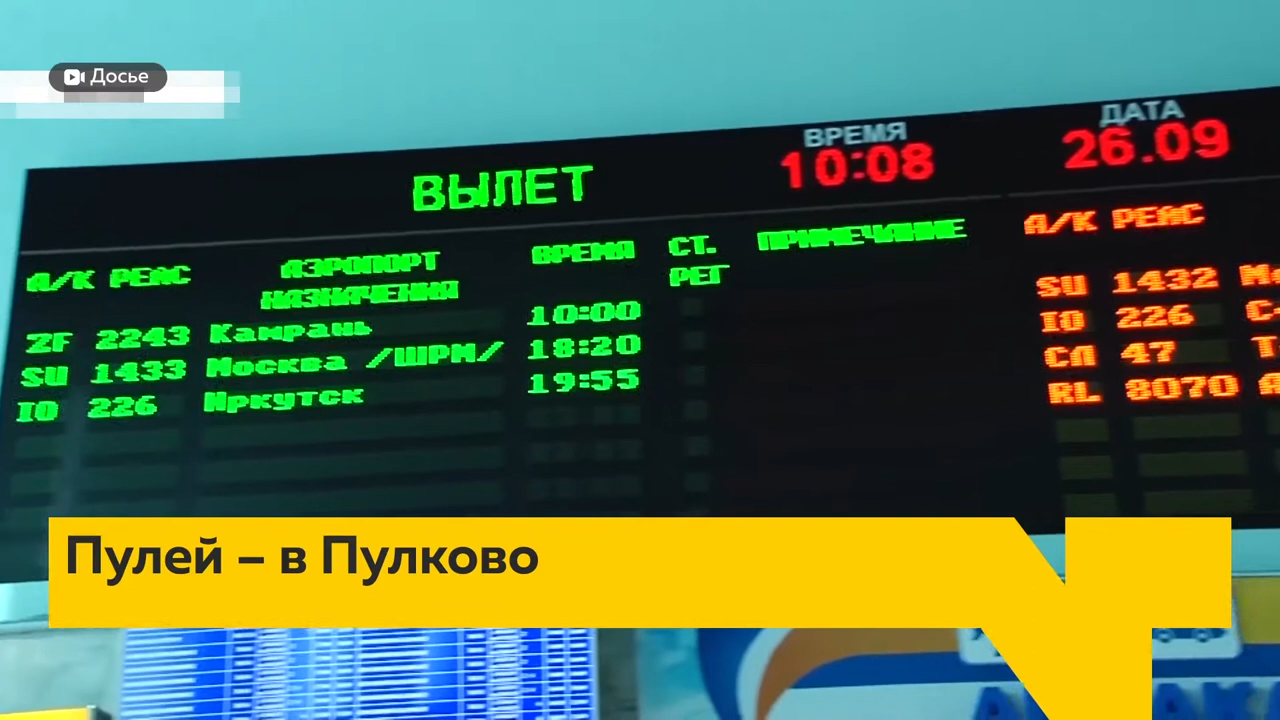 Досье
ВРЕМЯ
ДАТА
10:08
26.09
ВЫЛЕТ
А/К РЕЙС
АЭРОПОРТ
НАЗНАЧЕНИЯ
ВРЕМЯ
СТ.
РЕГ
ПРИМЕЧАНИЕ
ZF 2243 Камрань 10:00
SU 1433 Москва /ШРМ/ 18:20
IO 226 Иркутск 19:55
А/К РЕЙС
SU 1432
IO 226
СЛ 47
RL 8070
Пулей – в Пулково